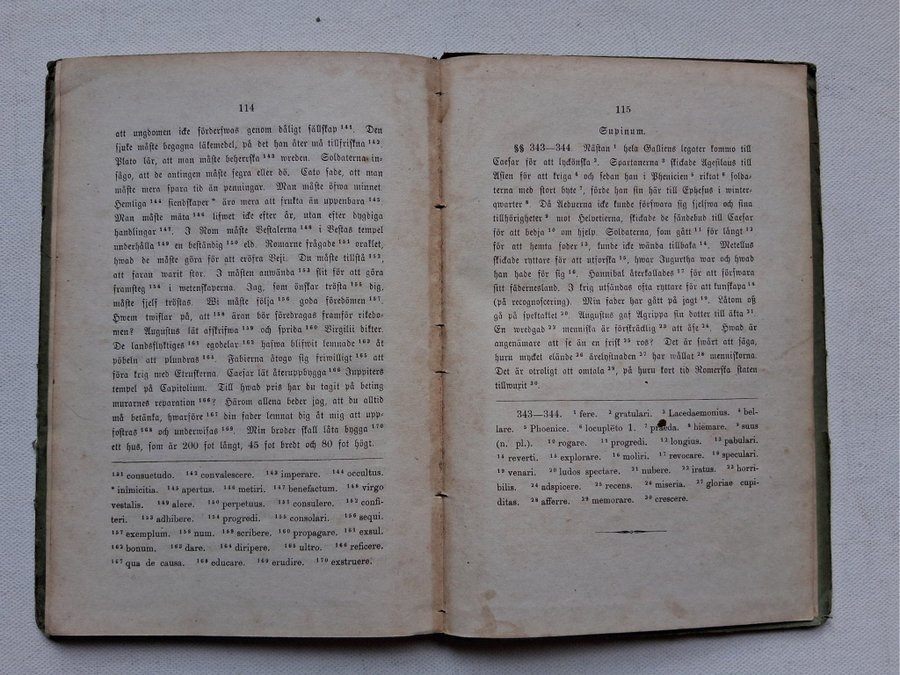 114
att ungdomen icke förderfwas genom dåligt sällskap 141. Den
sjuke måste begagna läkemedel, på det han åter må tillfriskna 142.
Plato lär, att man måste beherrska 143 wreden. Soldaterna in-
sågo, att de antingen måste segra eller dö. Cato sade, att man
måste mera spara tid än penningar. Man måste öfwa minnet.
Hemliga 144 fiendskaper * äro mera att frukta än uppenbara 145.
Man måste mäta 146 lifwet icke efter år, utan efter dygdiga
handlingar 147. I Rom måste Vestalerna 148 i Vestas tempel
underhålla 149 en beständig 150 eld. Romarne frågade 151 oraklet,
hwad de måste göra för att eröfra Veji. Du måste tillstå 152,
att faran warit stor. I måsten anwända 153 flit för att göra
framsteg 154 i wetenskaperna. Jag, som önskar trösta 155 dig,
måste sjelf tröstas. Wi måste följa 156 goda föredömen 157.
Hwem twiflar på, att 158 äran bör föredragas framför rikedo-
men? Augustus lät afskrifwa 159 och sprida 160 Virgilii dikter.
De landsflyktiges 161 egodelar 162 hafwa blifwit lemnade 163 åt
pöbeln att plundras 164. Fabierna åtogo sig friwilligt 165 att
föra krig med Etruskerna. Caesar lät återuppbygga 166 Juppiters
tempel på Capitolium. Till hwad pris har du tagit på beting
murarnes reparation 166? Härom allena beder jag, att du alltid
må betänka, hwarföre 167 din fader lemnat dig åt mig att upp-
fostras 168 och underwisas 169. Min broder skall låta bygga 170
ett hus, som är 200 fot långt, 45 fot bredt och 80 fot högt.
141 consuetudo. 142 convalescere. 143 imperare. 144 occultus.
* inimicitia. 145 apertus. 146 metiri. 147 benefactum. 148 virgo
vestalis. 149 alere. 150 perpetuus. 151 consulere. 152 confi-
teri. 153 adhibere. 154 progredi. 155 consolari. 156 sequi.
157 exemplum. 158 num. 159 scribere. 160 propagare. 161 exsul.
162 bonum. 163 dare. 164 diripere. 165 ultro. 166 reficere.
167 qua de causa. 168 educare. 169 erudire. 170 exstruere.
115
Supinum.
§§ 343—344. Nästan 1 hela Galliens legater kommo till
Caesar för att lyckönska 2. Spartanerna 3 skickade Agesilaus till
Asien för att kriga 4 och sedan han i Phenicien 5 riktat 6 solda-
terna med stort byte 7, förde han sin här till Ephesus i winter-
qwarter 8. Då Aeduerna icke kunde förswara sig sjelfwa och sina
tillhörigheter 9 mot Helvetierna, skickade de sändebud till Caesar
för att bedja 10 om hjelp. Soldaterna, som gått 11 för långt 12
för att hemta foder 13, kunde icke wända tillbaka 14. Metellus
skickade ryttare för att utforska 15, hwar Jugurtha war och hwad
han hade för sig 16. Hannibal återkallades 17 för att förswara
sitt fädernesland. I krig utsändas ofta ryttare för att kunskapa 18
(på recognoscering). Min fader har gått på jagt 19. Låtom oß
gå på spektaklet 20 Augustus gaf Agrippa sin dotter till äkta 21.
En wredgad 22 menniska är förskräcklig 23 att åse 24. Hwad är
angenämare att se än en frisk 25 ros? Det är swårt att säga,
huru mycket elände 26 ärelystnaden 27 har wållat 28 menniskorna.
Det är otroligt att omtala 29, på huru kort tid Romerska staten
tillwuxit 30.
343—344. 1 fere. 2 gratulari. 3 Lacedaemonius. 4 bel-
lare. 5 Phoenice. 6 locuplēto 1. 7 praeda. 8 hiemare. 9 suus
(n. pl.). 10 rogare. 11 progredi. 12 longius. 13 pabulari.
14 reverti. 15 explorare. 16 moliri. 17 revocare. 18 speculari.
19 venari. 20 ludos spectare. 21 nubere. 22 iratus. 23 horri-
bilis. 24 adspicere. 25 recens. 26 miseria. 27 gloriae cupi-
ditas. 28 afferre. 29 memorare. 30 crescere.